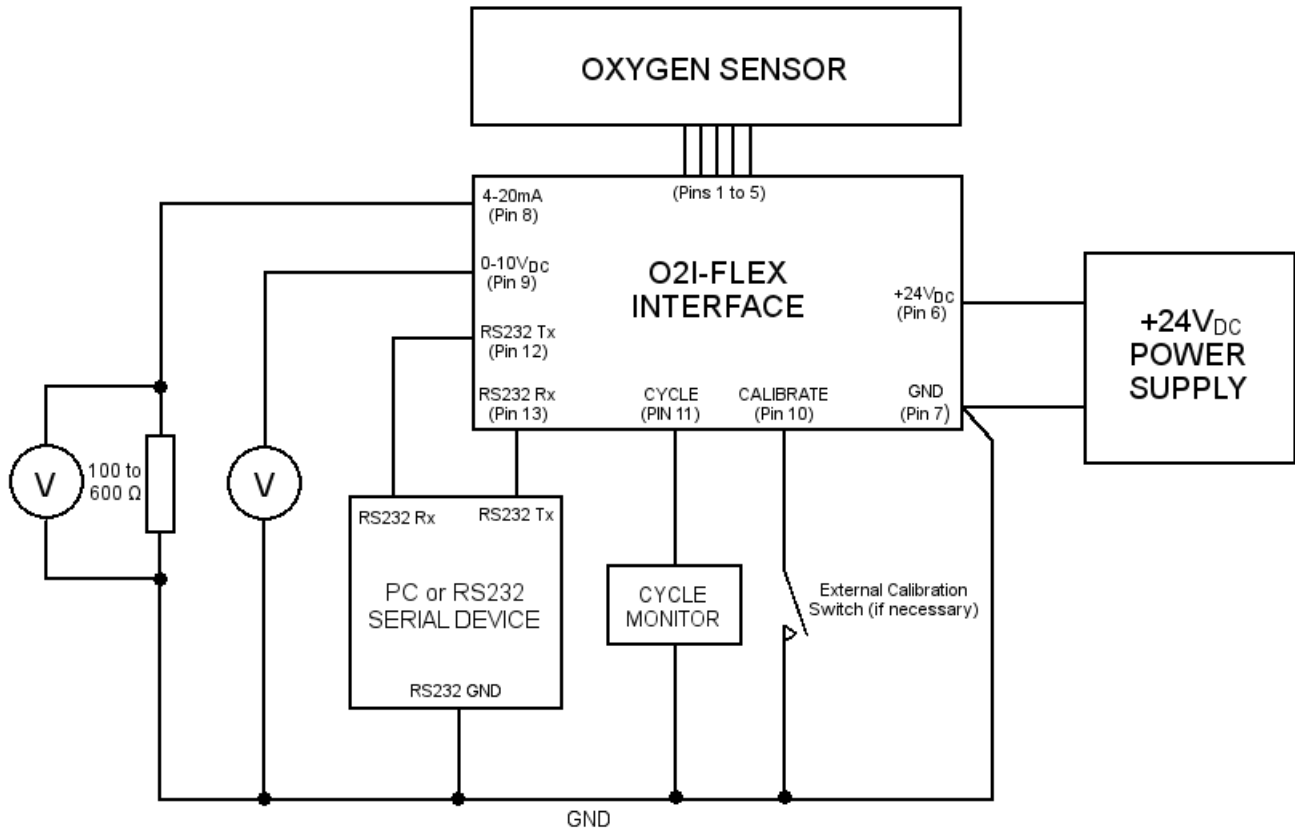 OXYGEN SENSOR
(Pins 1 to 5)
O2I-FLEX
INTERFACE
4-20mA
(Pin 8)
0-10VDC
(Pin 9)
RS232 Tx
(Pin 12)
RS232 Rx
(Pin 13)
CYCLE
(PIN 11)
CALIBRATE
(Pin 10)
+24VDC
(Pin 6)
GND
(Pin 7)
+24VDC
POWER
SUPPLY
V
100 to
600 Ω
V
RS232 Rx
RS232 Tx
PC or RS232
SERIAL DEVICE
RS232 GND
CYCLE
MONITOR
External Calibration
Switch (if necessary)
GND